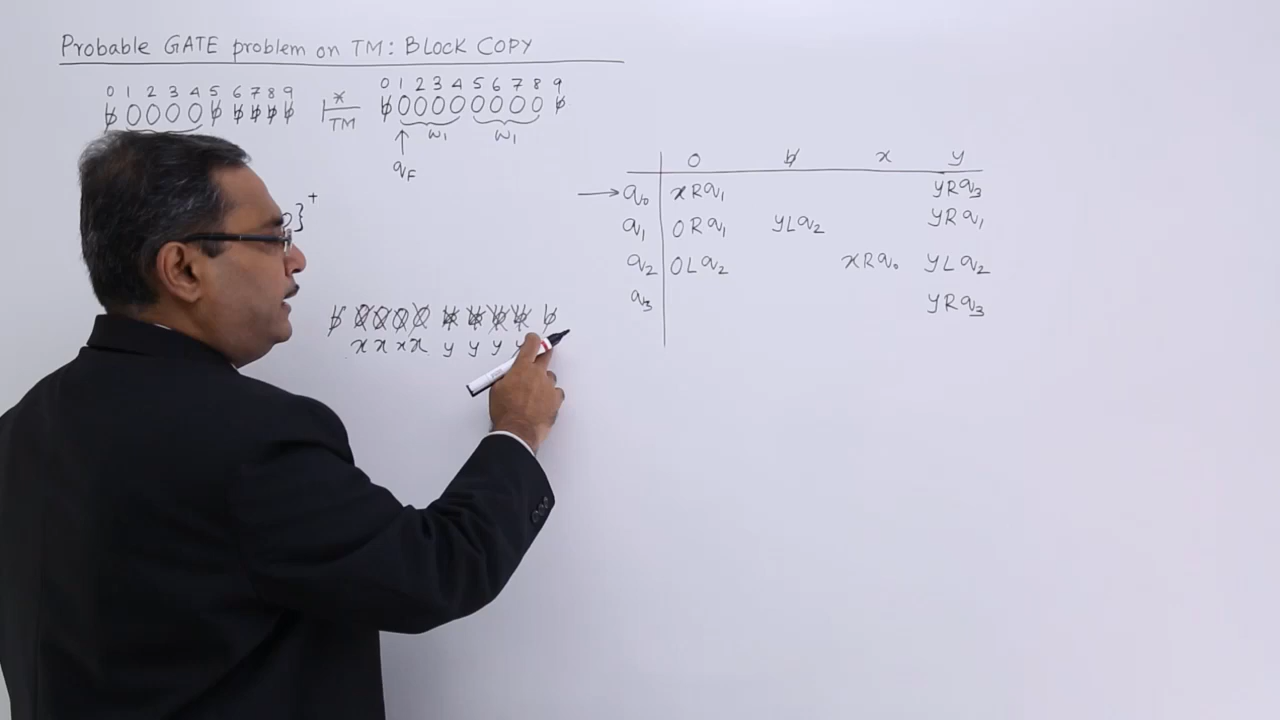 Probable GATE problem on TM: BLOCK COPY
0 1 2 3 4 5 6 7 8 9
ƀ 0 0 0 0 ƀ ƀ ƀ ƀ ƀ
⊢* TM
0 1 2 3 4 5 6 7 8 9
ƀ 0 0 0 0 0 0 0 0 ƀ
w₁ w₁
↑
q_F
}⁺
ƀ 0 0 0 0 ƀ ƀ ƀ ƀ ƀ
x x x x y y y
0 ƀ x y
→ q₀ x R q₁ y R q₃
q₁ 0 R q₁ y L q₂ y R q₁
q₂ 0 L q₂ x R q₀ y L q₂
q₃ y R q₃